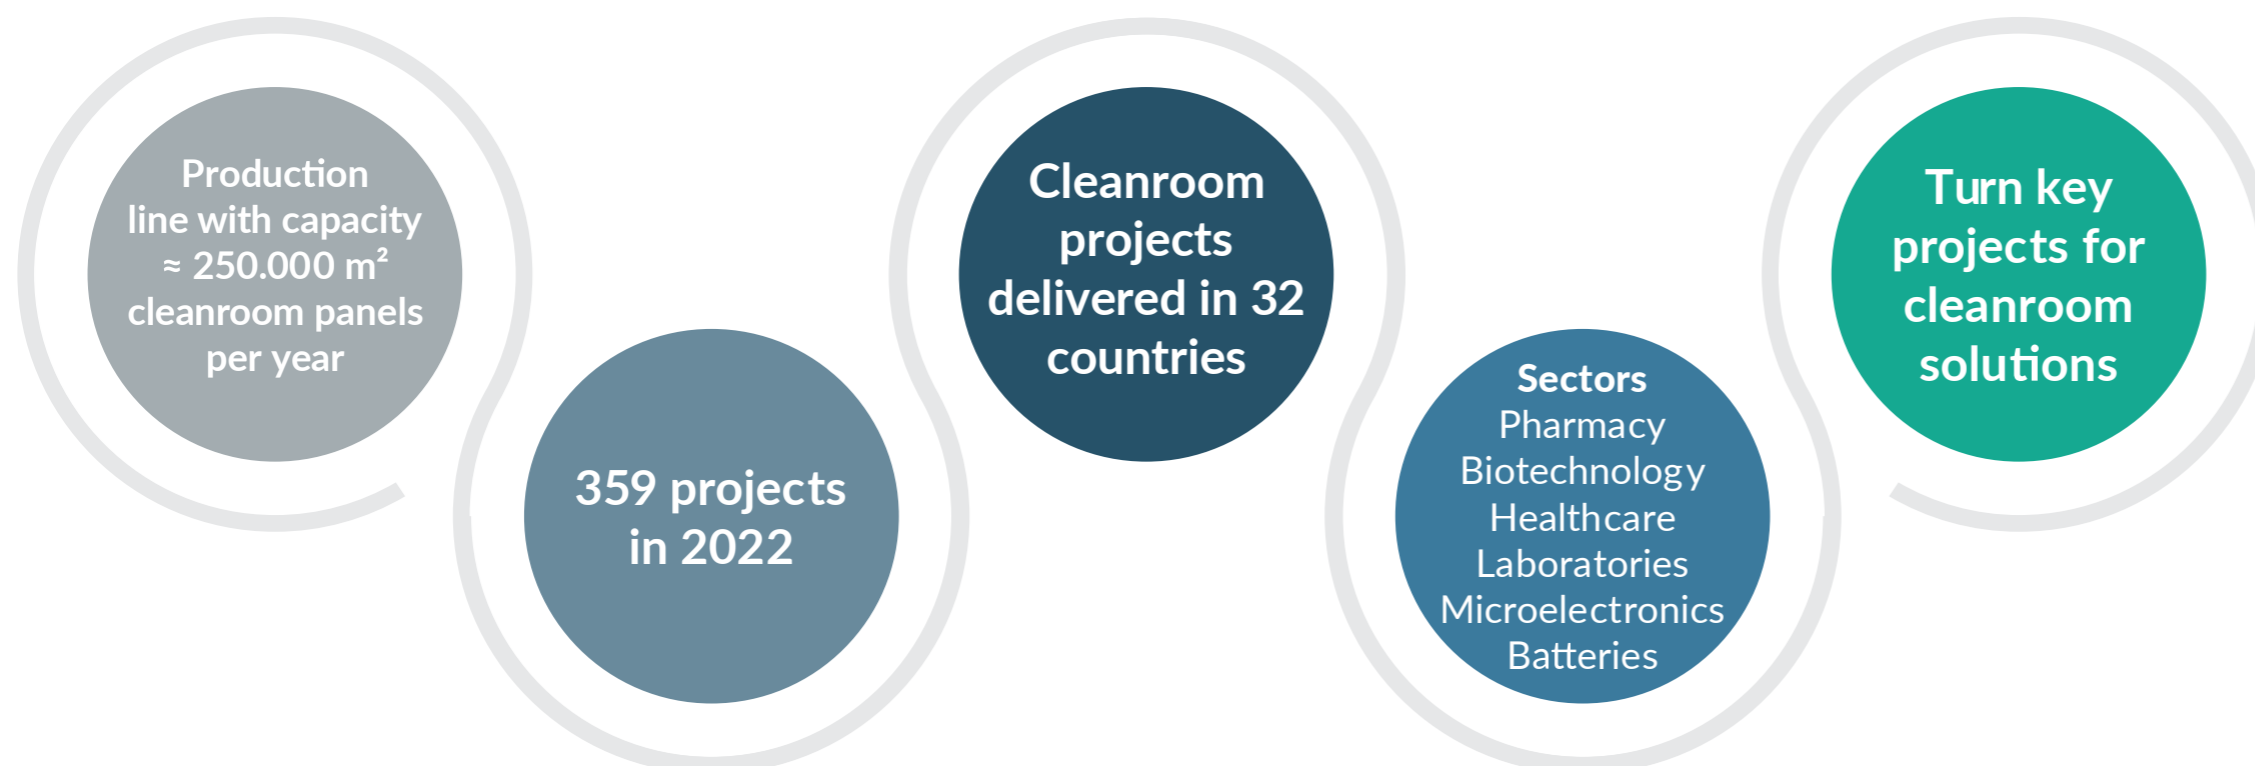 Production
line with capacity
≈ 250.000 m²
cleanroom panels
per year
359 projects
in 2022
Cleanroom
projects
delivered in 32
countries
Sectors
Pharmacy
Biotechnology
Healthcare
Laboratories
Microelectronics
Batteries
Turn key
projects for
cleanroom
solutions